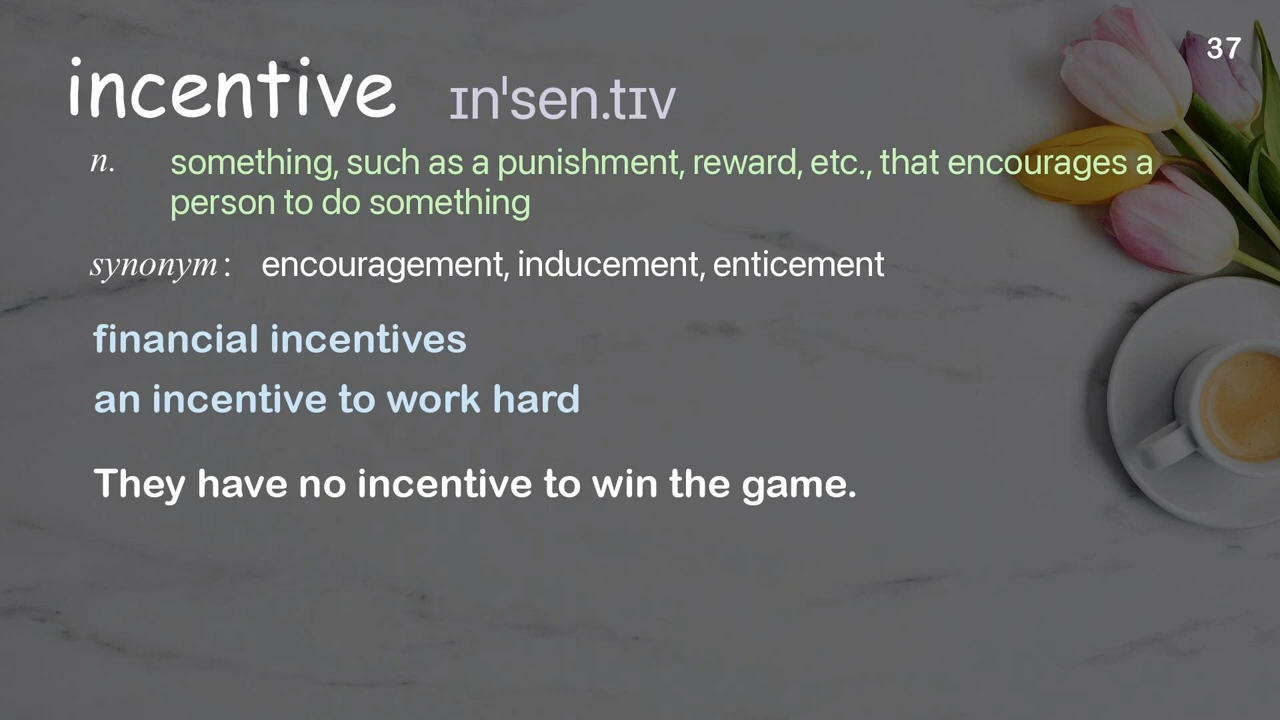 37
incentive ɪnˈsen.tɪv
n. something, such as a punishment, reward, etc., that encourages a
person to do something
synonym: encouragement, inducement, enticement
financial incentives
an incentive to work hard
They have no incentive to win the game.